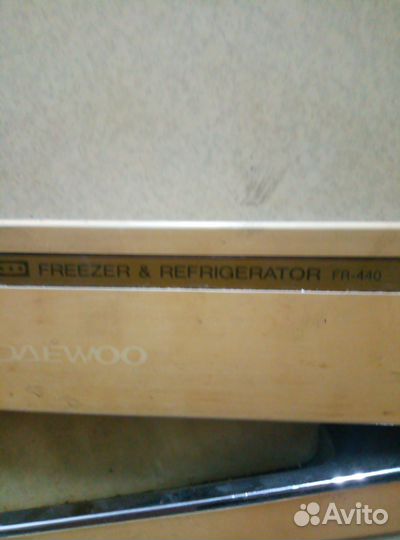 FREEZER & REFRIGERATOR FR-440
DAEWOO
Avito